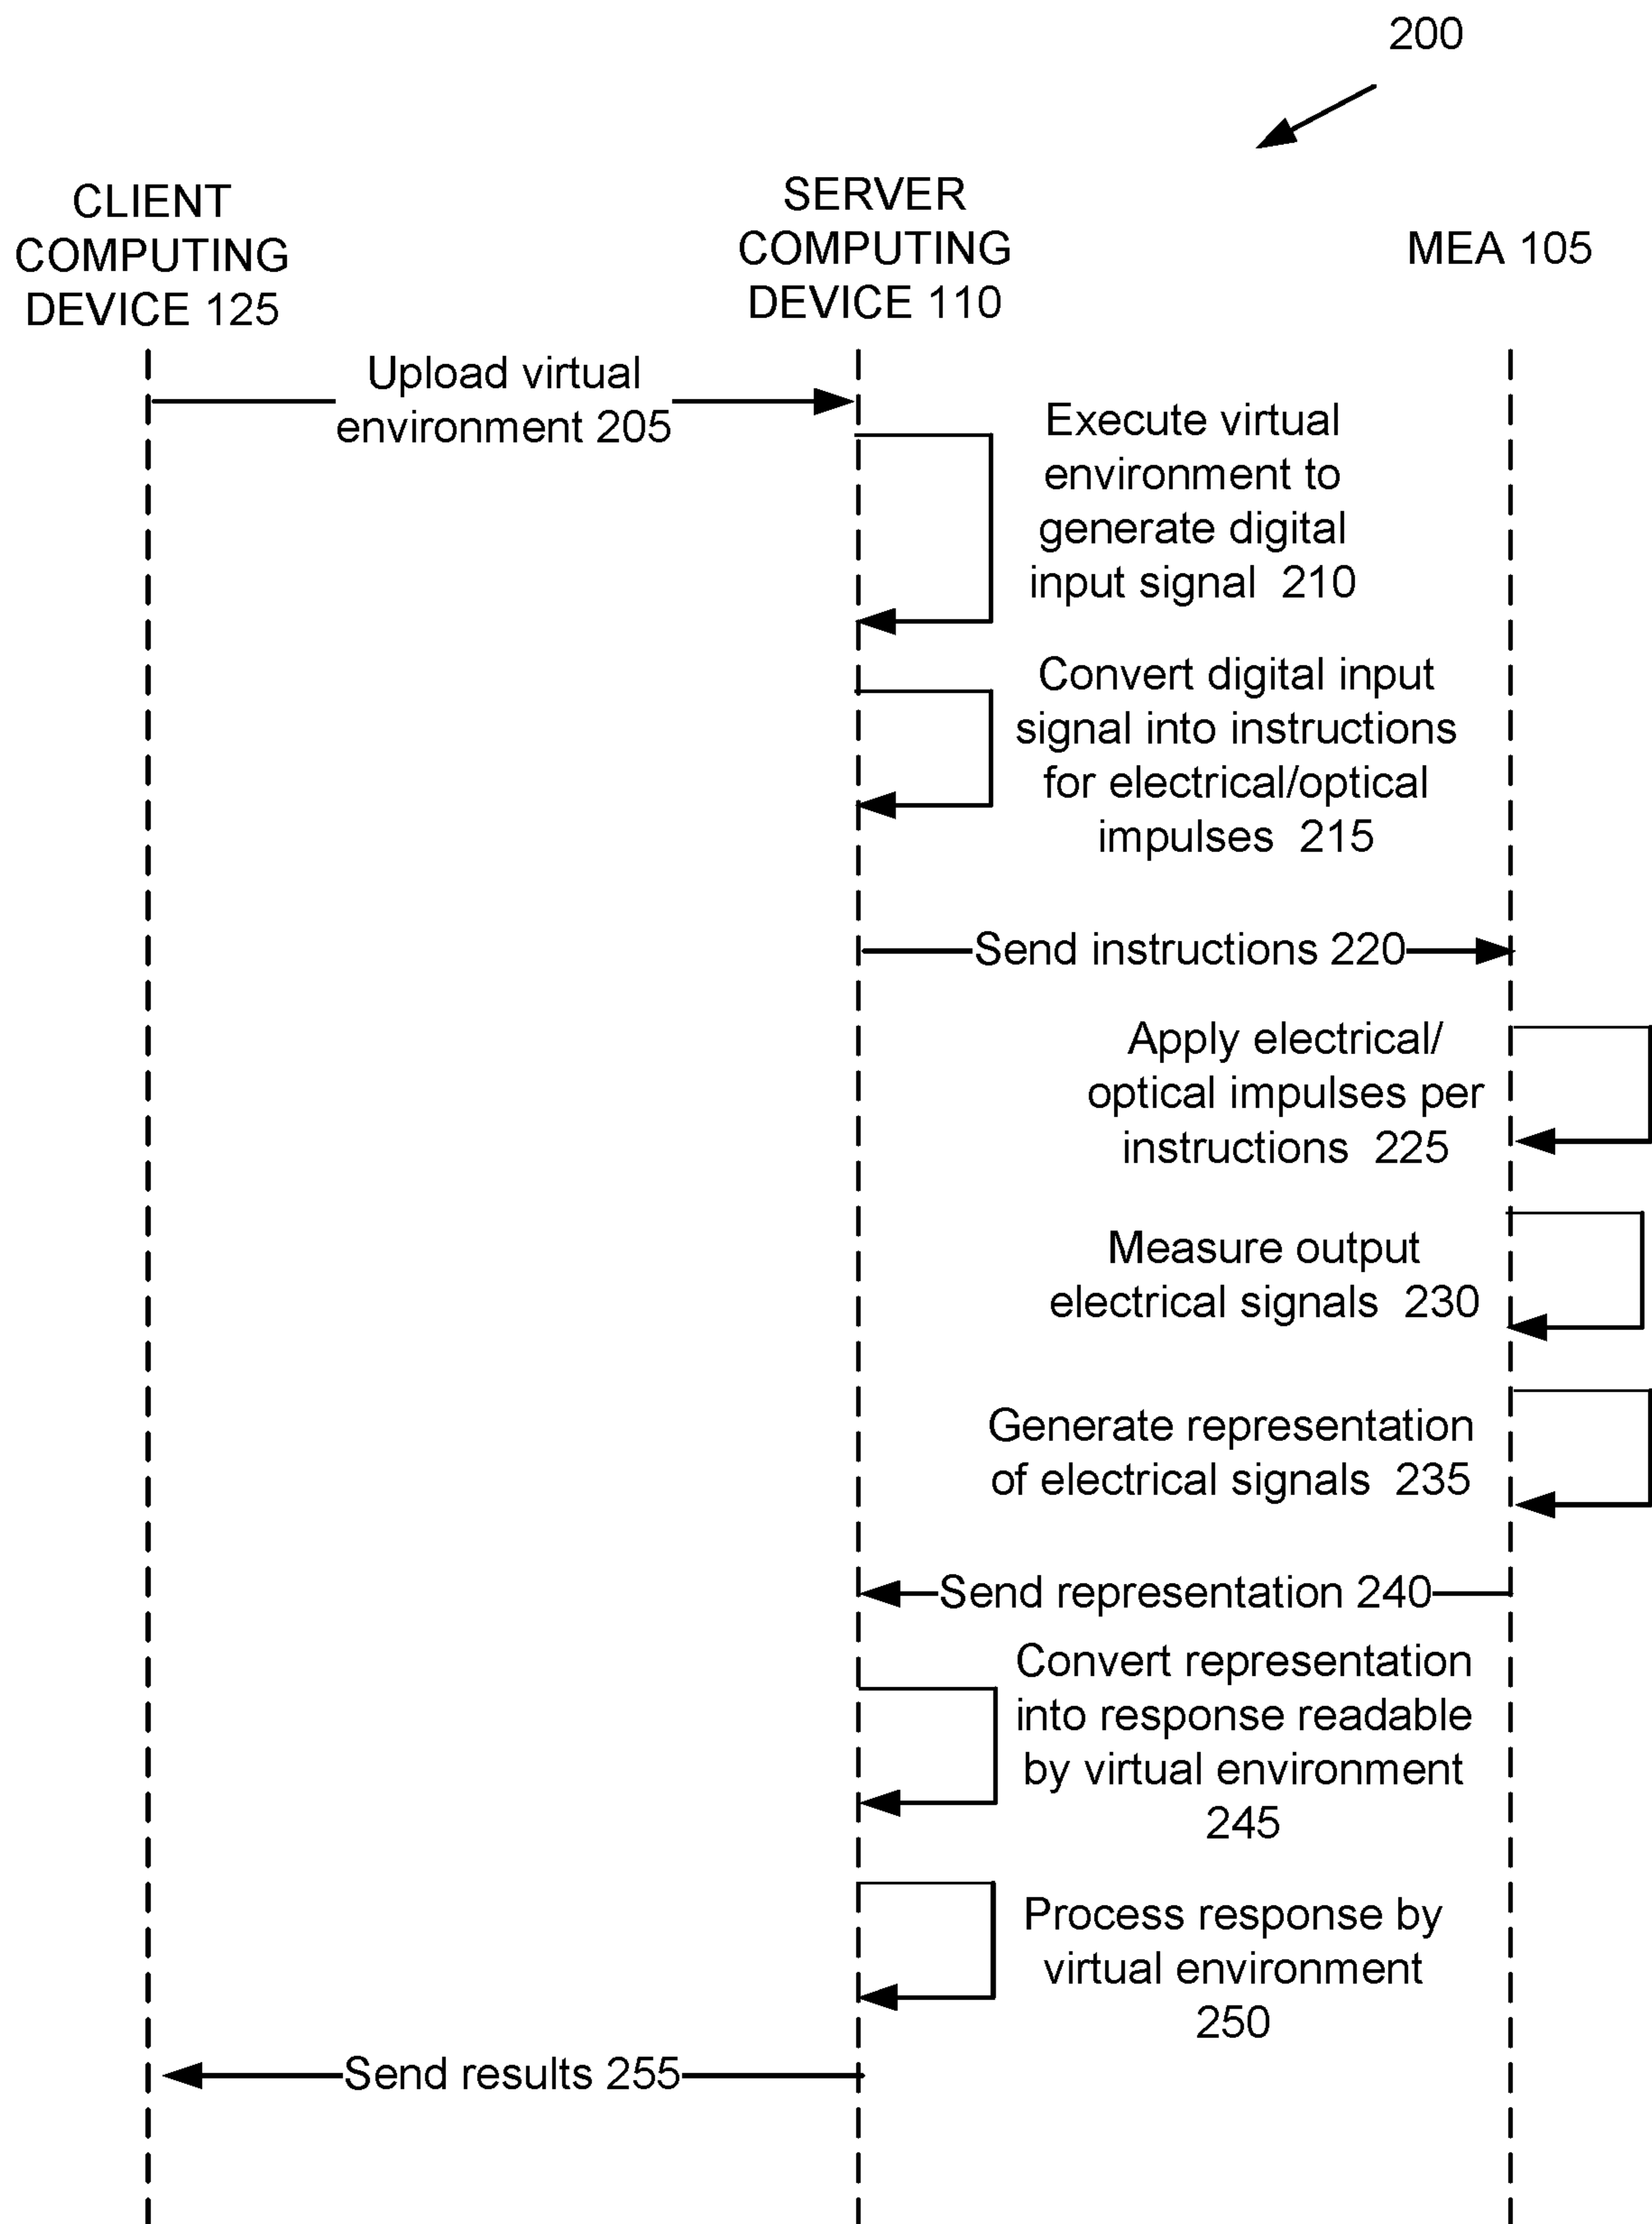 200
CLIENT
COMPUTING
DEVICE 125
SERVER
COMPUTING
DEVICE 110
MEA 105
Upload virtual
environment 205
Execute virtual
environment to
generate digital
input signal 210
Convert digital input
signal into instructions
for electrical/optical
impulses 215
Send instructions 220
Apply electrical/
optical impulses per
instructions 225
Measure output
electrical signals 230
Generate representation
of electrical signals 235
Send representation 240
Convert representation
into response readable
by virtual environment
245
Process response by
virtual environment
250
Send results 255